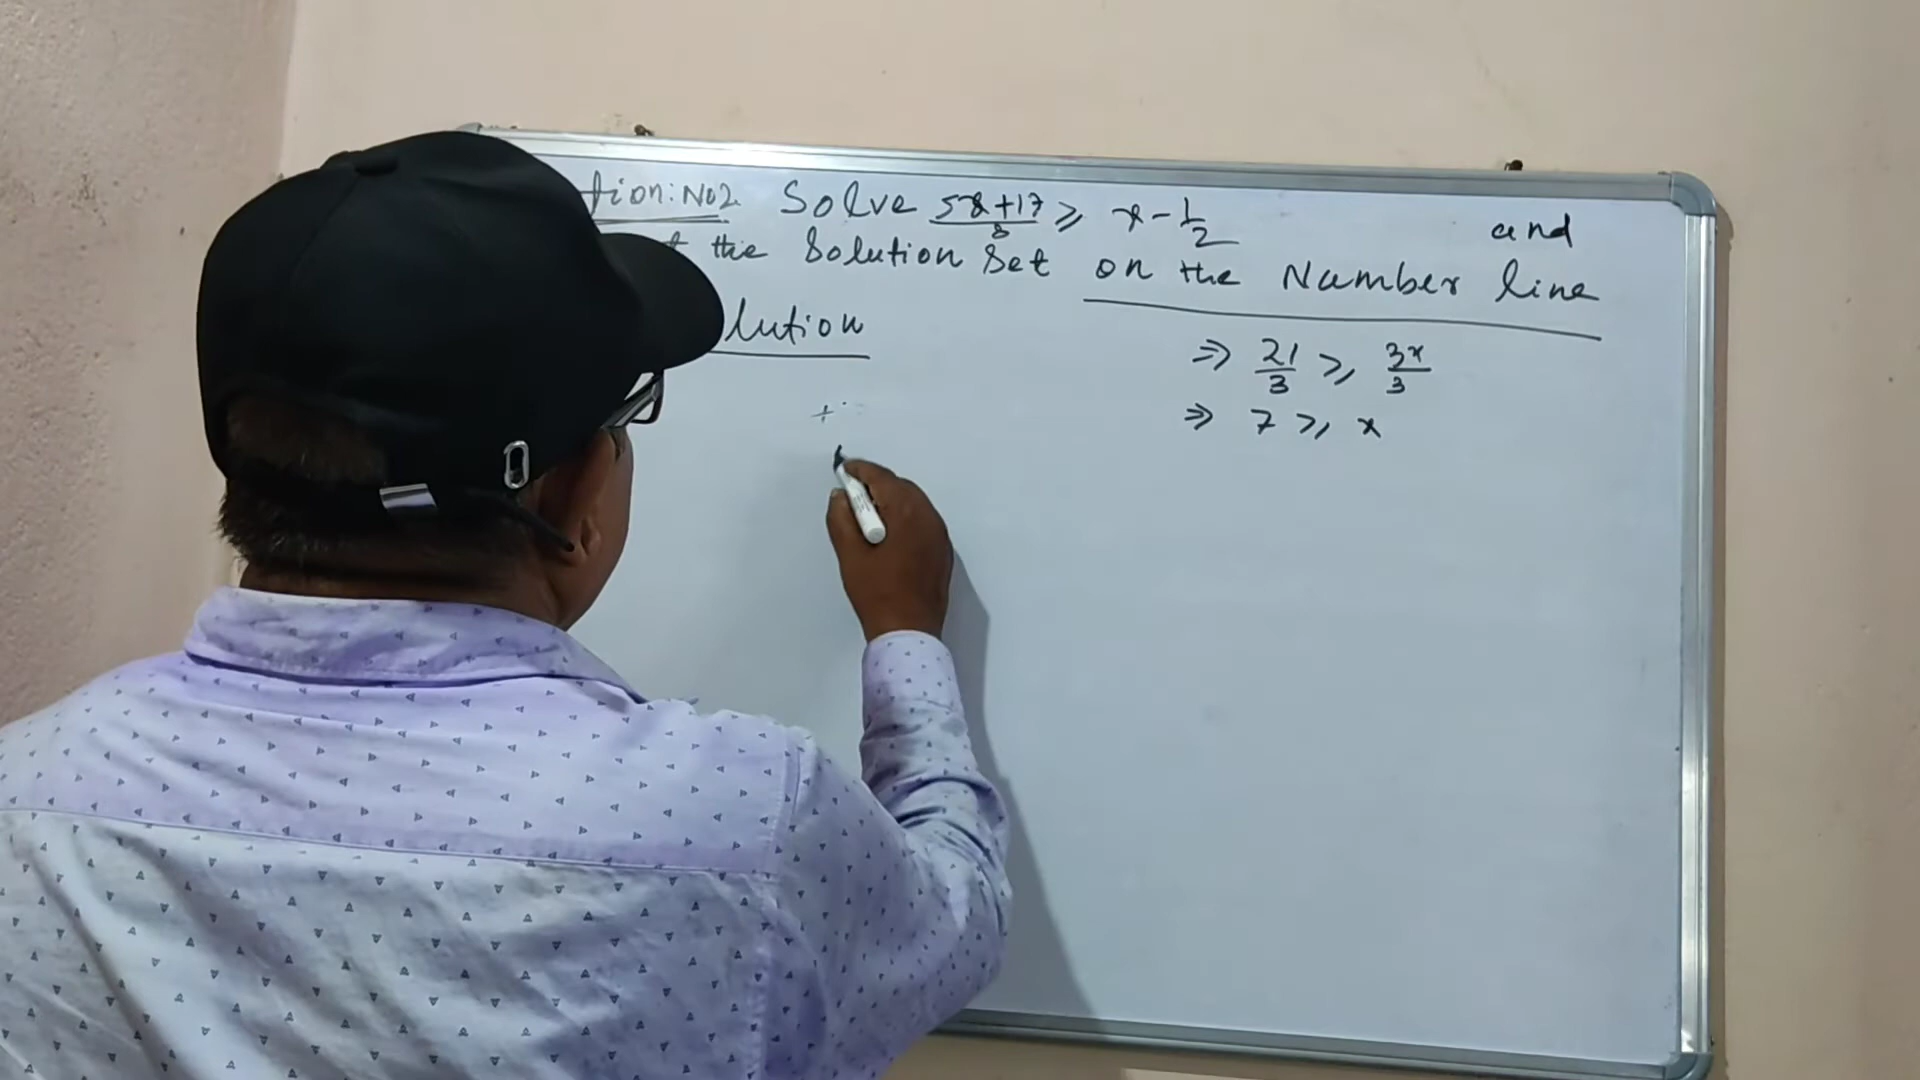 tion: No2. Solve 5x+17/8 ⩾ x - 1/2 and
the Solution Set on the Number line
lution
⇒ 21/3 ⩾ 3x/3
⇒ 7 ⩾ x